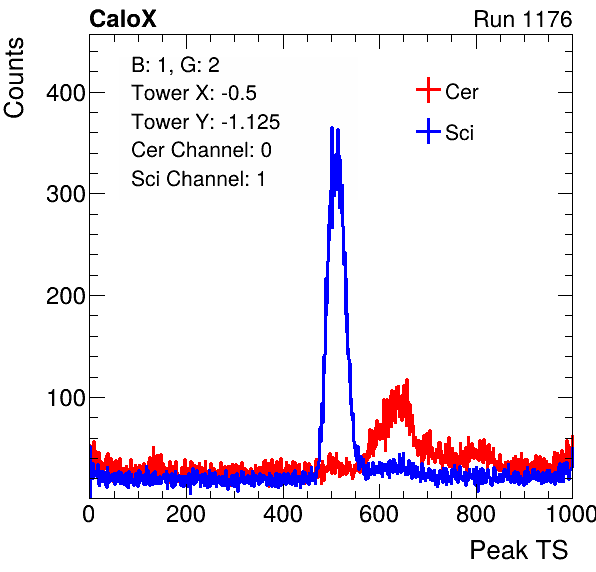 CaloX
Run 1176
Counts
B: 1, G: 2
Tower X: -0.5
Tower Y: -1.125
Cer Channel: 0
Sci Channel: 1
Cer
Sci
400
300
200
100
0 200 400 600 800 1000
Peak TS